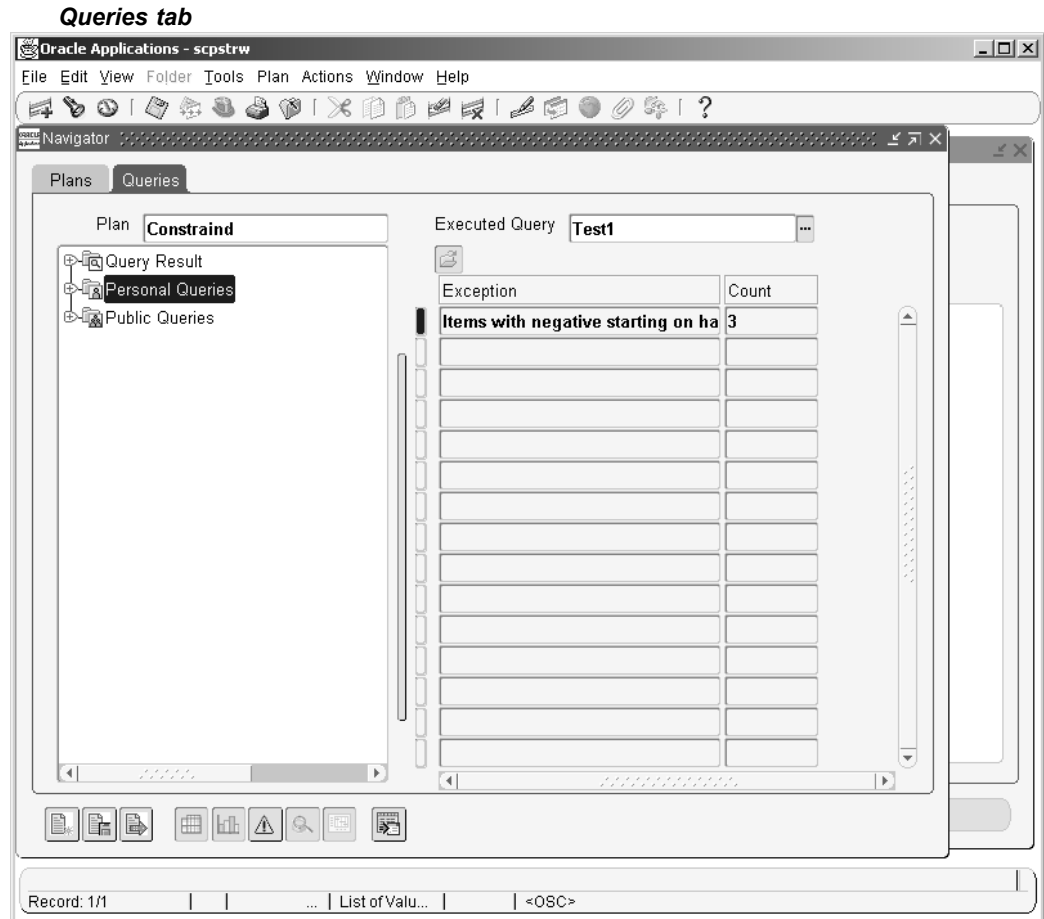 Queries tab
Oracle Applications - scpstrw
File Edit View Folder Tools Plan Actions Window Help
Navigator
Plans Queries
Plan Constraind Executed Query Test1
Query Result
Personal Queries
Public Queries
Exception Count
Items with negative starting on ha 3
Record: 1/1 ... List of Valu... <OSC>